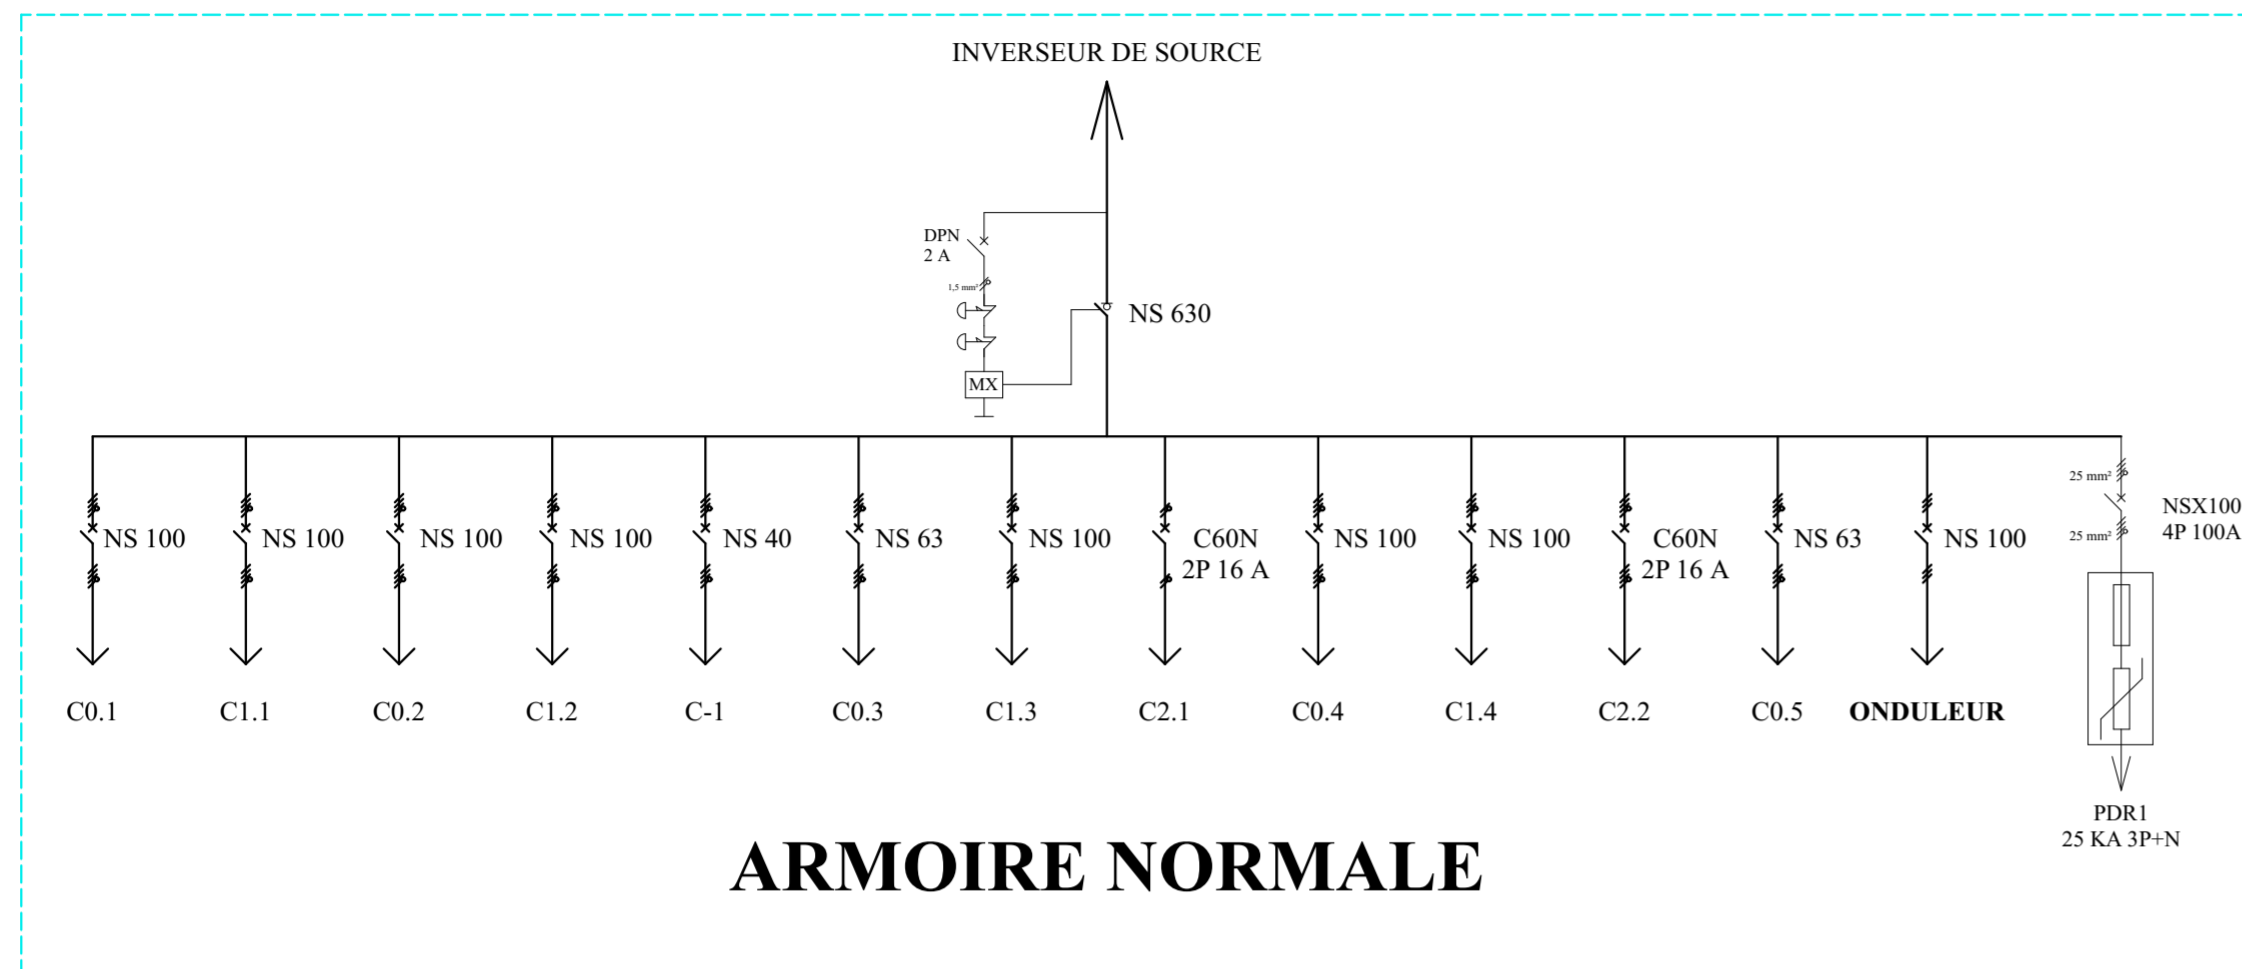 INVERSEUR DE SOURCE
DPN
2 A
1,5 mm²
NS 630
MX
NS 100
NS 100
NS 100
NS 100
NS 40
NS 63
NS 100
C60N
2P 16 A
NS 100
NS 100
C60N
2P 16 A
NS 63
NS 100
25 mm²
25 mm²
NSX100
4P 100A
C0.1
C1.1
C0.2
C1.2
C-1
C0.3
C1.3
C2.1
C0.4
C1.4
C2.2
C0.5
ONDULEUR
PDR1
25 KA 3P+N
ARMOIRE NORMALE